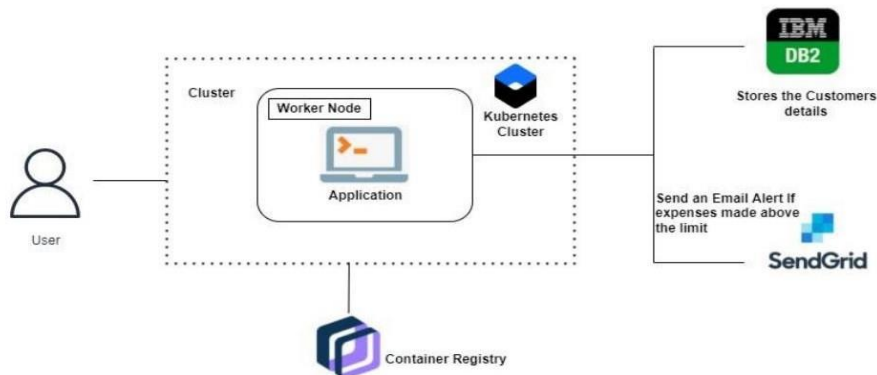 IBM
DB2
Stores the Customers
details
Cluster
Worker Node
Kubernetes
Cluster
>_
Application
User
Send an Email Alert If
expenses made above
the limit
SendGrid
Container Registry